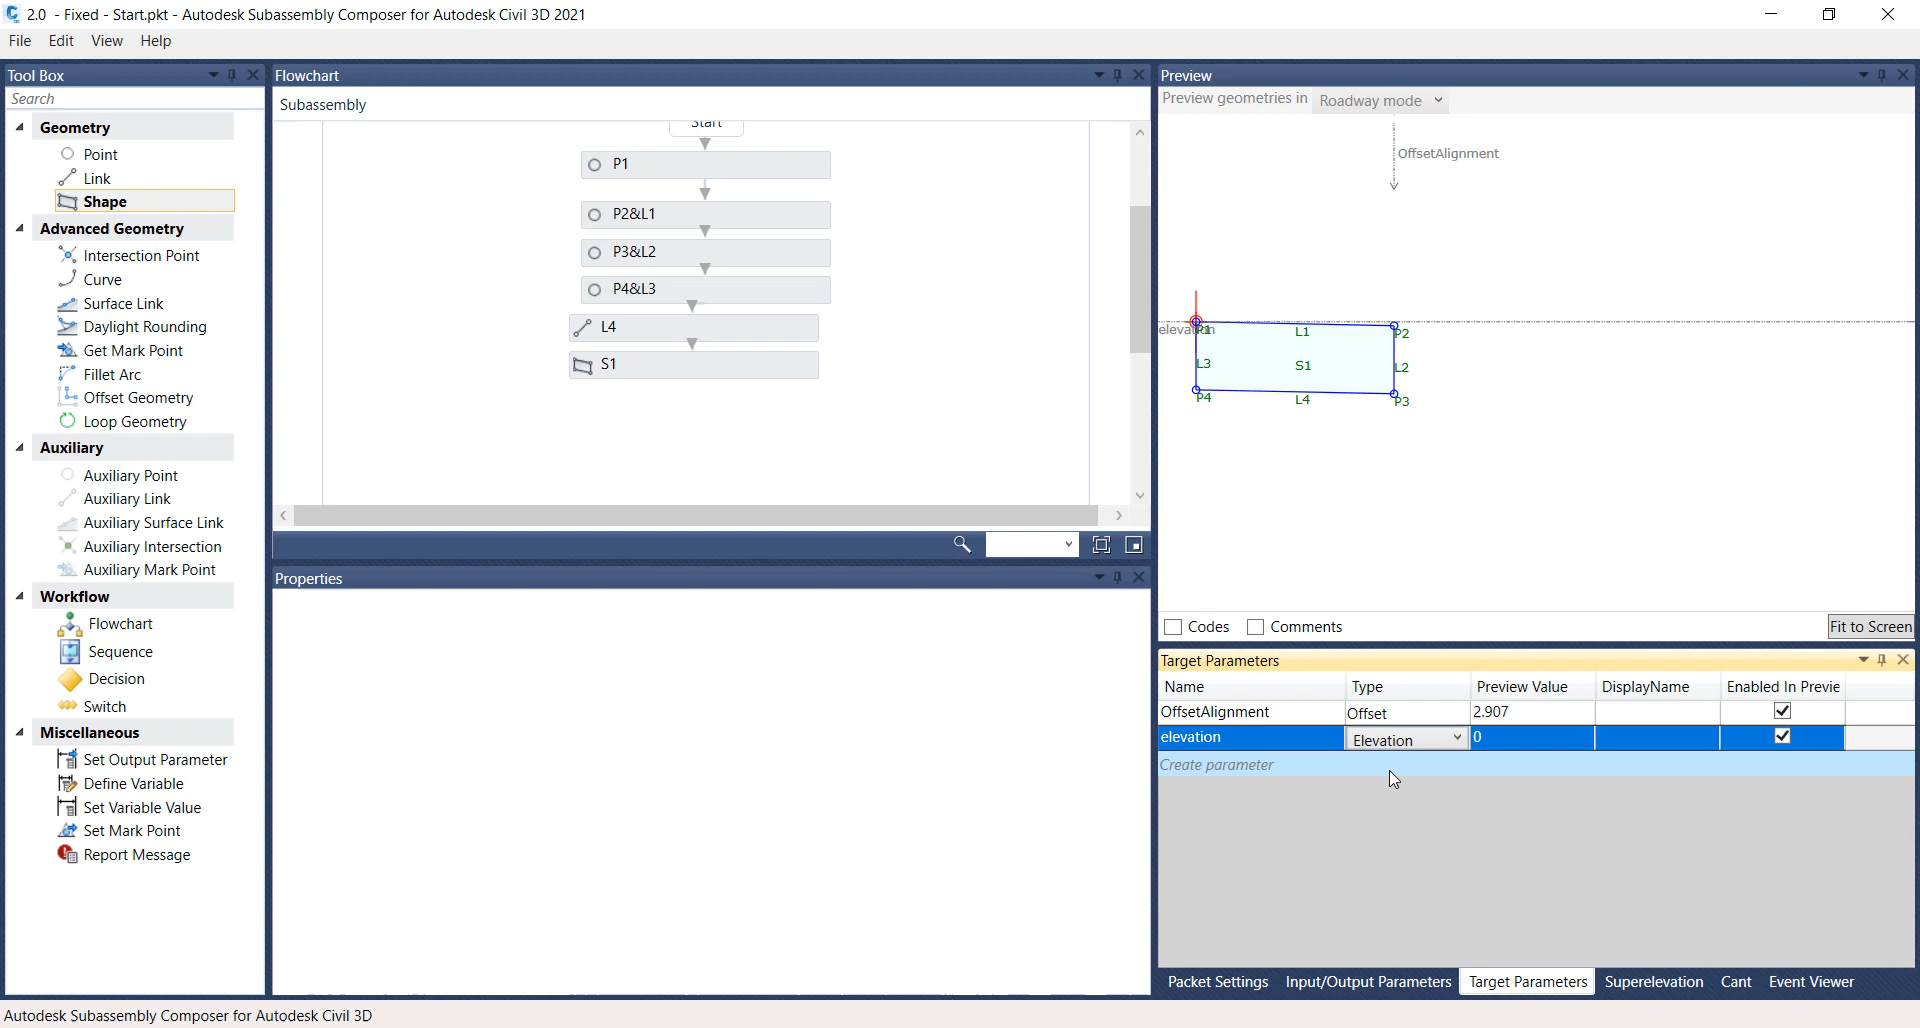 2.0 - Fixed - Start.pkt - Autodesk Subassembly Composer for Autodesk Civil 3D 2021
File Edit View Help
Tool Box
Search
Geometry
Point
Link
Shape
Advanced Geometry
Intersection Point
Curve
Surface Link
Daylight Rounding
Get Mark Point
Fillet Arc
Offset Geometry
Loop Geometry
Auxiliary
Auxiliary Point
Auxiliary Link
Auxiliary Surface Link
Auxiliary Intersection
Auxiliary Mark Point
Workflow
Flowchart
Sequence
Decision
Switch
Miscellaneous
Set Output Parameter
Define Variable
Set Variable Value
Set Mark Point
Report Message
Flowchart
Subassembly
Start
P1
P2&L1
P3&L2
P4&L3
L4
S1
Properties
Preview
Preview geometries in Roadway mode
OffsetAlignment
elevation P1 L1 P2
L3 S1 L2
P4 L4 P3
Codes Comments Fit to Screen
Target Parameters
Name Type Preview Value DisplayName Enabled In Previe
OffsetAlignment Offset 2.907
elevation Elevation 0
Create parameter
Packet Settings Input/Output Parameters Target Parameters Superelevation Cant Event Viewer
Autodesk Subassembly Composer for Autodesk Civil 3D